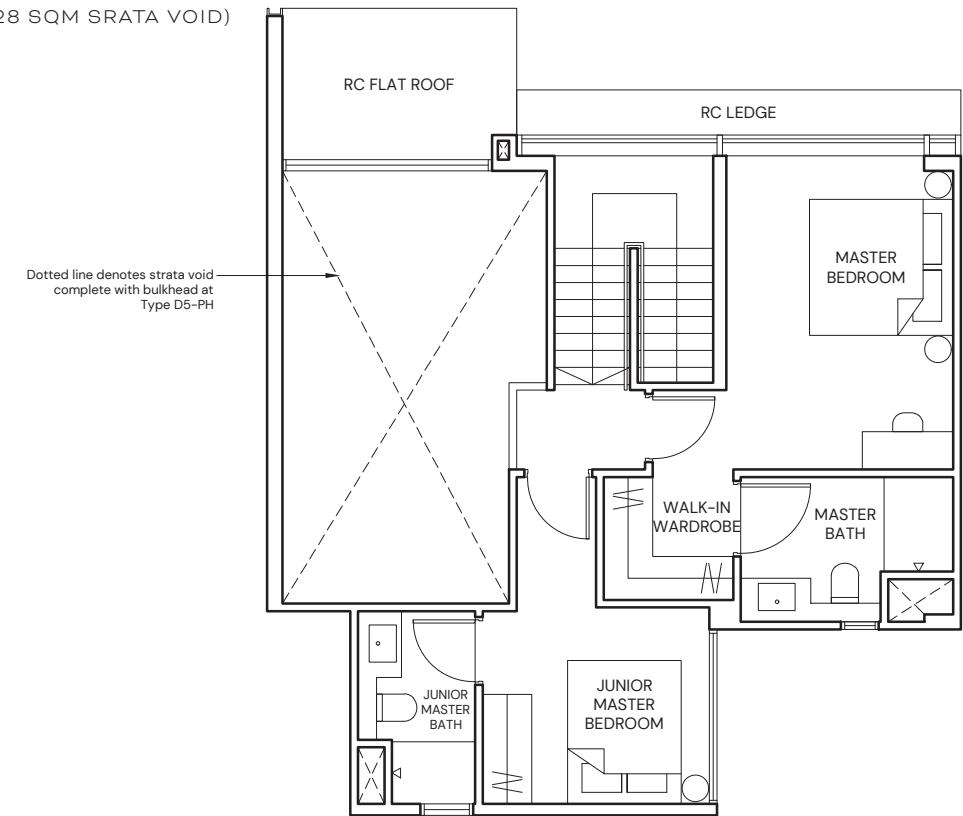 28 SQM SRATA VOID)
RC FLAT ROOF
RC LEDGE
MASTER
BEDROOM
Dotted line denotes strata void
complete with bulkhead at
Type D5-PH
WALK-IN
WARDROBE
MASTER
BATH
JUNIOR
MASTER
BATH
JUNIOR
MASTER
BEDROOM